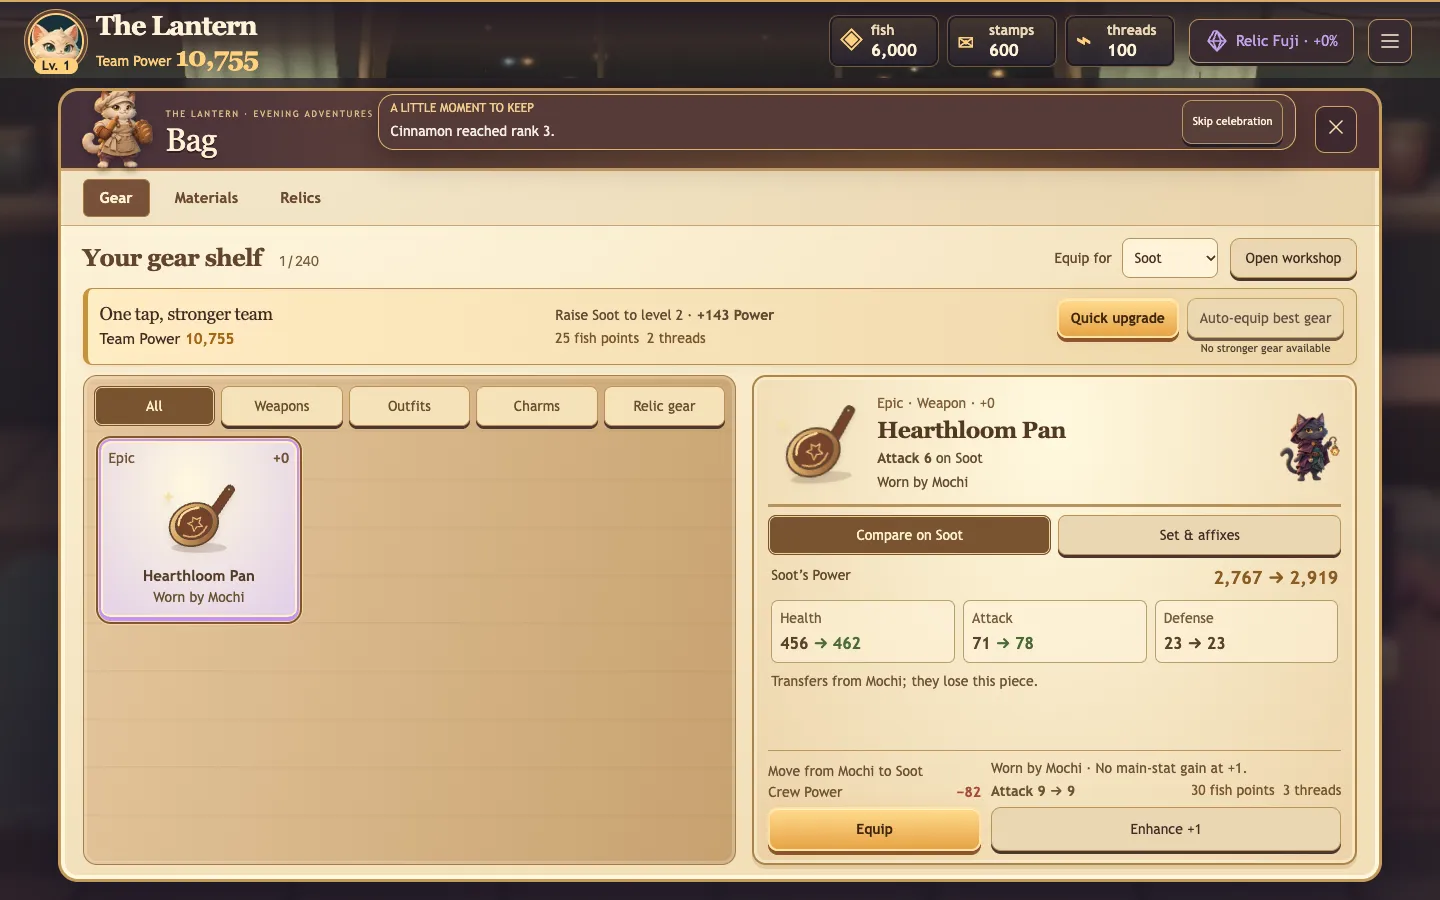 The Lantern
Team Power 10,755
Lv. 1
fish
6,000
stamps
600
threads
100
Relic Fuji · +0%
THE LANTERN · EVENING ADVENTURES
Bag
A LITTLE MOMENT TO KEEP
Cinnamon reached rank 3.
Skip celebration
Gear
Materials
Relics
Your gear shelf 1/240
Equip for
Soot
Open workshop
One tap, stronger team
Team Power 10,755
Raise Soot to level 2 · +143 Power
25 fish points 2 threads
Quick upgrade
Auto-equip best gear
No stronger gear available
All
Weapons
Outfits
Charms
Relic gear
Epic
+0
Hearthloom Pan
Worn by Mochi
Epic · Weapon · +0
Hearthloom Pan
Attack 6 on Soot
Worn by Mochi
Compare on Soot
Set & affixes
Soot's Power
2,767 → 2,919
Health
456 → 462
Attack
71 → 78
Defense
23 → 23
Transfers from Mochi; they lose this piece.
Move from Mochi to Soot
Crew Power −82
Equip
Worn by Mochi · No main-stat gain at +1.
Attack 9 → 9
30 fish points 3 threads
Enhance +1